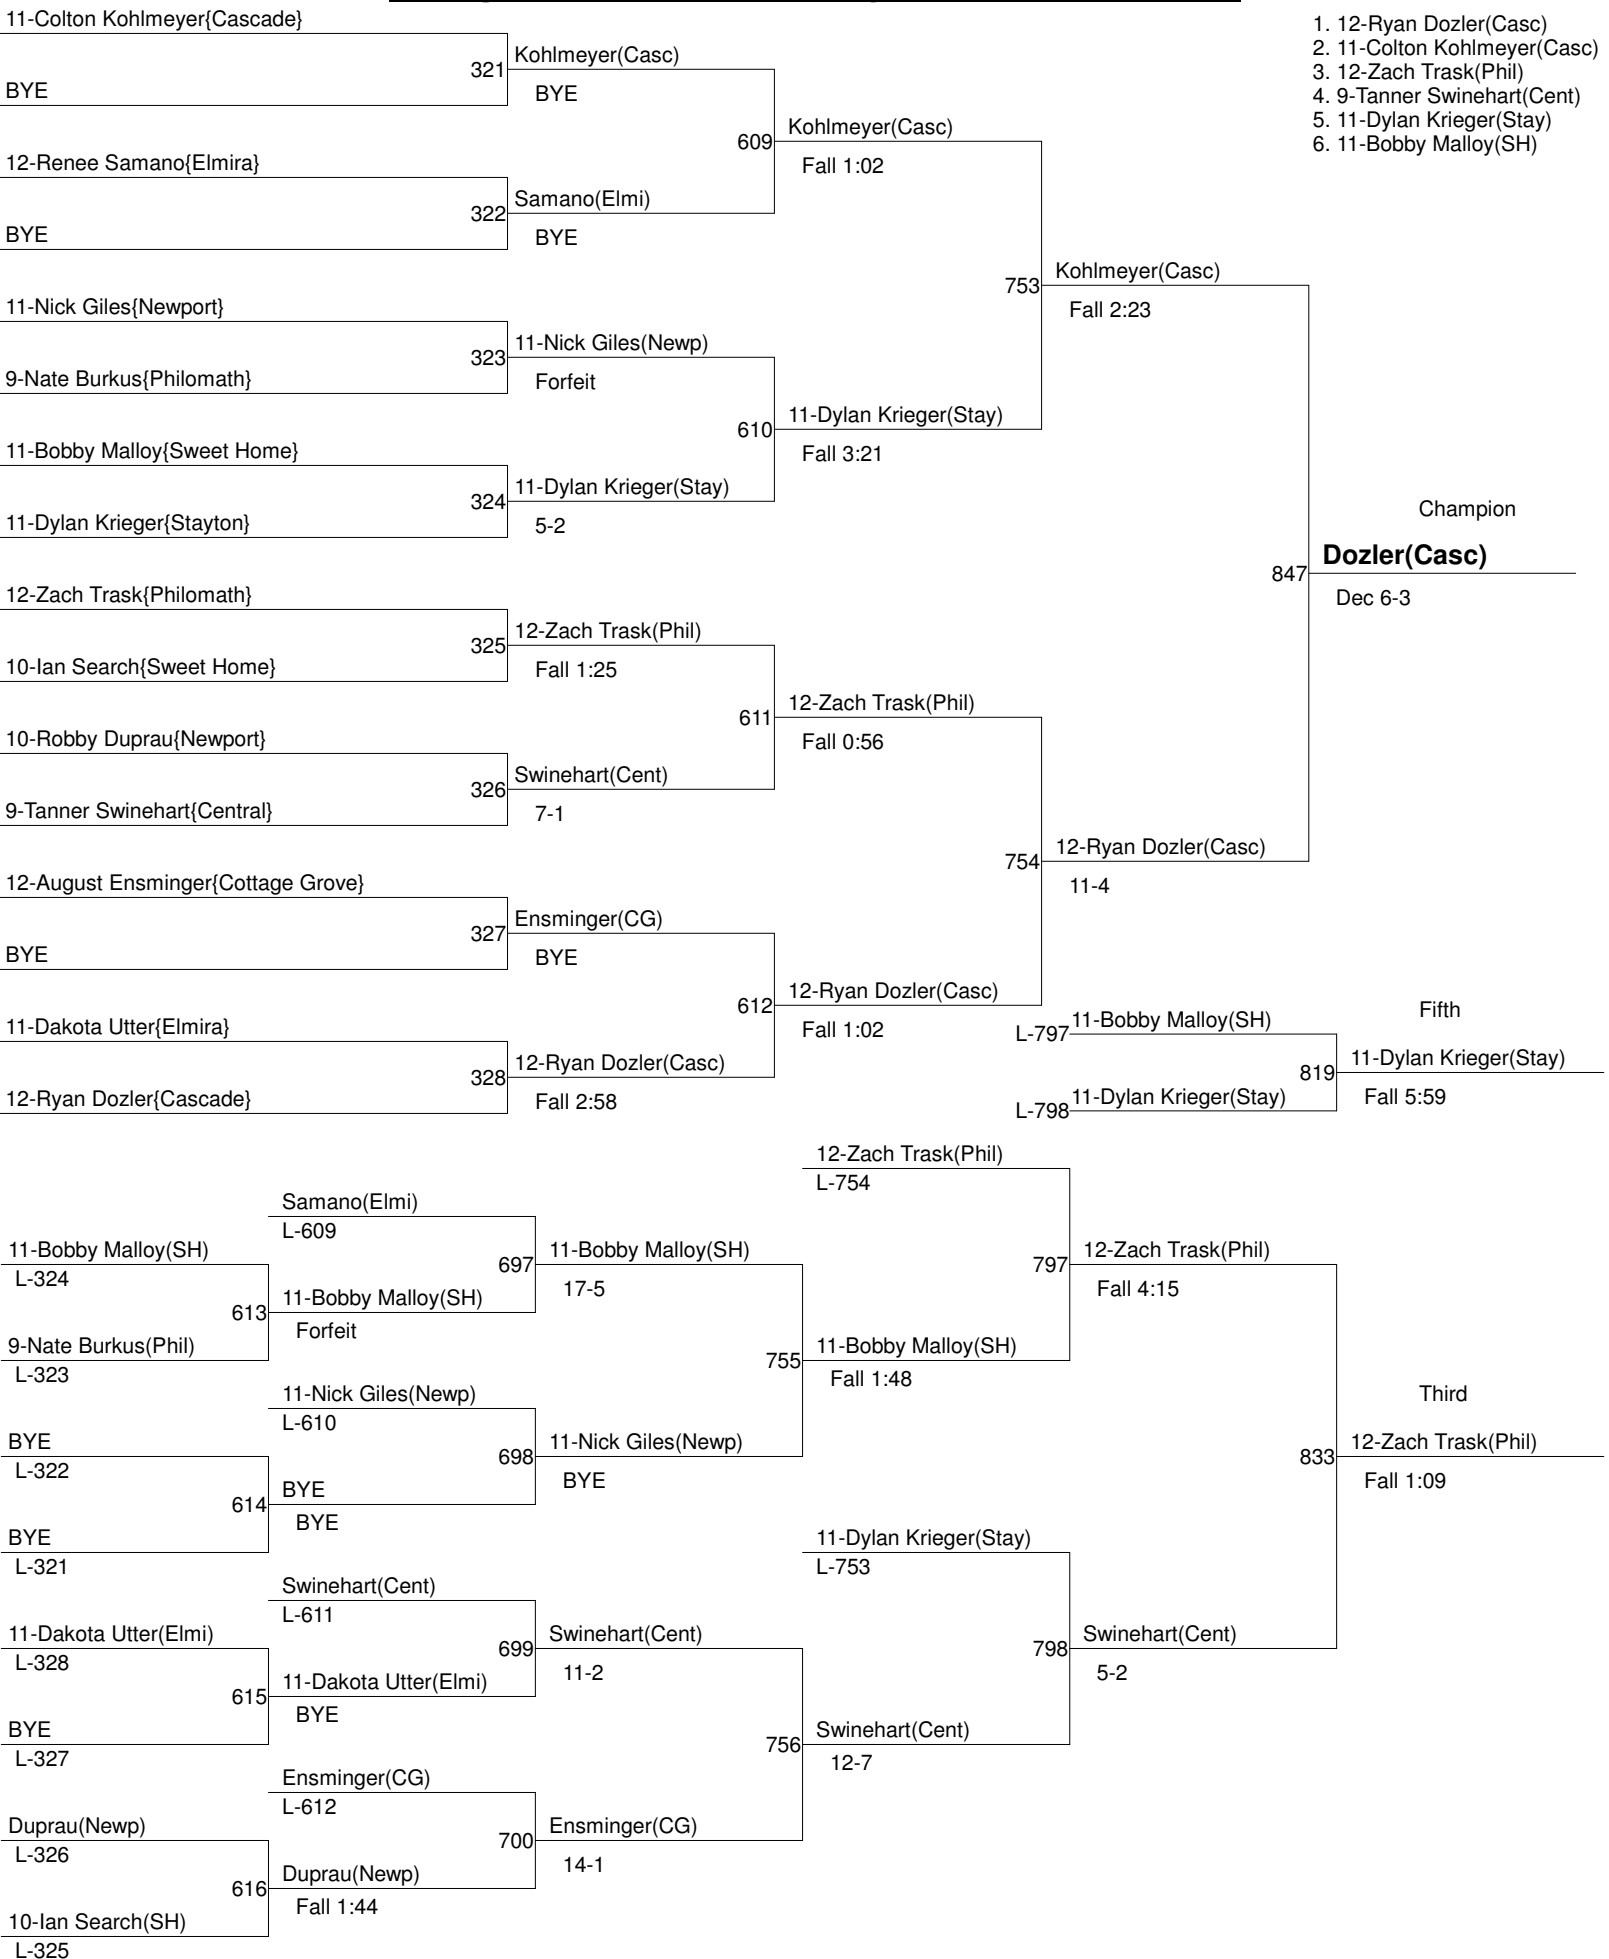 11-Colton Kohlmeyer{Cascade}
BYE
12-Renee Samano{Elmira}
BYE
11-Nick Giles{Newport}
9-Nate Burkus{Philomath}
11-Bobby Malloy{Sweet Home}
11-Dylan Krieger{Stayton}
12-Zach Trask{Philomath}
10-Ian Search{Sweet Home}
10-Robby Duprau{Newport}
9-Tanner Swinehart{Central}
12-August Ensminger{Cottage Grove}
BYE
11-Dakota Utter{Elmira}
12-Ryan Dozler{Cascade}
321
Kohlmeyer(Casc)
BYE
322
Samano(Elmi)
BYE
323
11-Nick Giles(Newp)
Forfeit
324
11-Dylan Krieger(Stay)
5-2
325
12-Zach Trask(Phil)
Fall 1:25
326
Swinehart(Cent)
7-1
327
Ensminger(CG)
BYE
328
12-Ryan Dozler(Casc)
Fall 2:58
609
Kohlmeyer(Casc)
Fall 1:02
610
11-Dylan Krieger(Stay)
Fall 3:21
611
12-Zach Trask(Phil)
Fall 0:56
612
12-Ryan Dozler(Casc)
Fall 1:02
753
Kohlmeyer(Casc)
Fall 2:23
754
12-Ryan Dozler(Casc)
11-4
Champion
847
Dozler(Casc)
Dec 6-3
1. 12-Ryan Dozler(Casc)
2. 11-Colton Kohlmeyer(Casc)
3. 12-Zach Trask(Phil)
4. 9-Tanner Swinehart(Cent)
5. 11-Dylan Krieger(Stay)
6. 11-Bobby Malloy(SH)
Fifth
L-797
11-Bobby Malloy(SH)
L-798
11-Dylan Krieger(Stay)
819
11-Dylan Krieger(Stay)
Fall 5:59
11-Bobby Malloy(SH)
L-324
9-Nate Burkus(Phil)
L-323
BYE
L-322
BYE
L-321
11-Dakota Utter(Elmi)
L-328
BYE
L-327
Duprau(Newp)
L-326
10-Ian Search(SH)
L-325
Samano(Elmi)
L-609
613
11-Bobby Malloy(SH)
Forfeit
11-Nick Giles(Newp)
L-610
614
BYE
BYE
Swinehart(Cent)
L-611
615
11-Dakota Utter(Elmi)
BYE
Ensminger(CG)
L-612
616
Duprau(Newp)
Fall 1:44
697
11-Bobby Malloy(SH)
17-5
698
11-Nick Giles(Newp)
BYE
699
Swinehart(Cent)
11-2
700
Ensminger(CG)
14-1
12-Zach Trask(Phil)
L-754
755
11-Bobby Malloy(SH)
Fall 1:48
11-Dylan Krieger(Stay)
L-753
756
Swinehart(Cent)
12-7
797
12-Zach Trask(Phil)
Fall 4:15
798
Swinehart(Cent)
5-2
Third
833
12-Zach Trask(Phil)
Fall 1:09